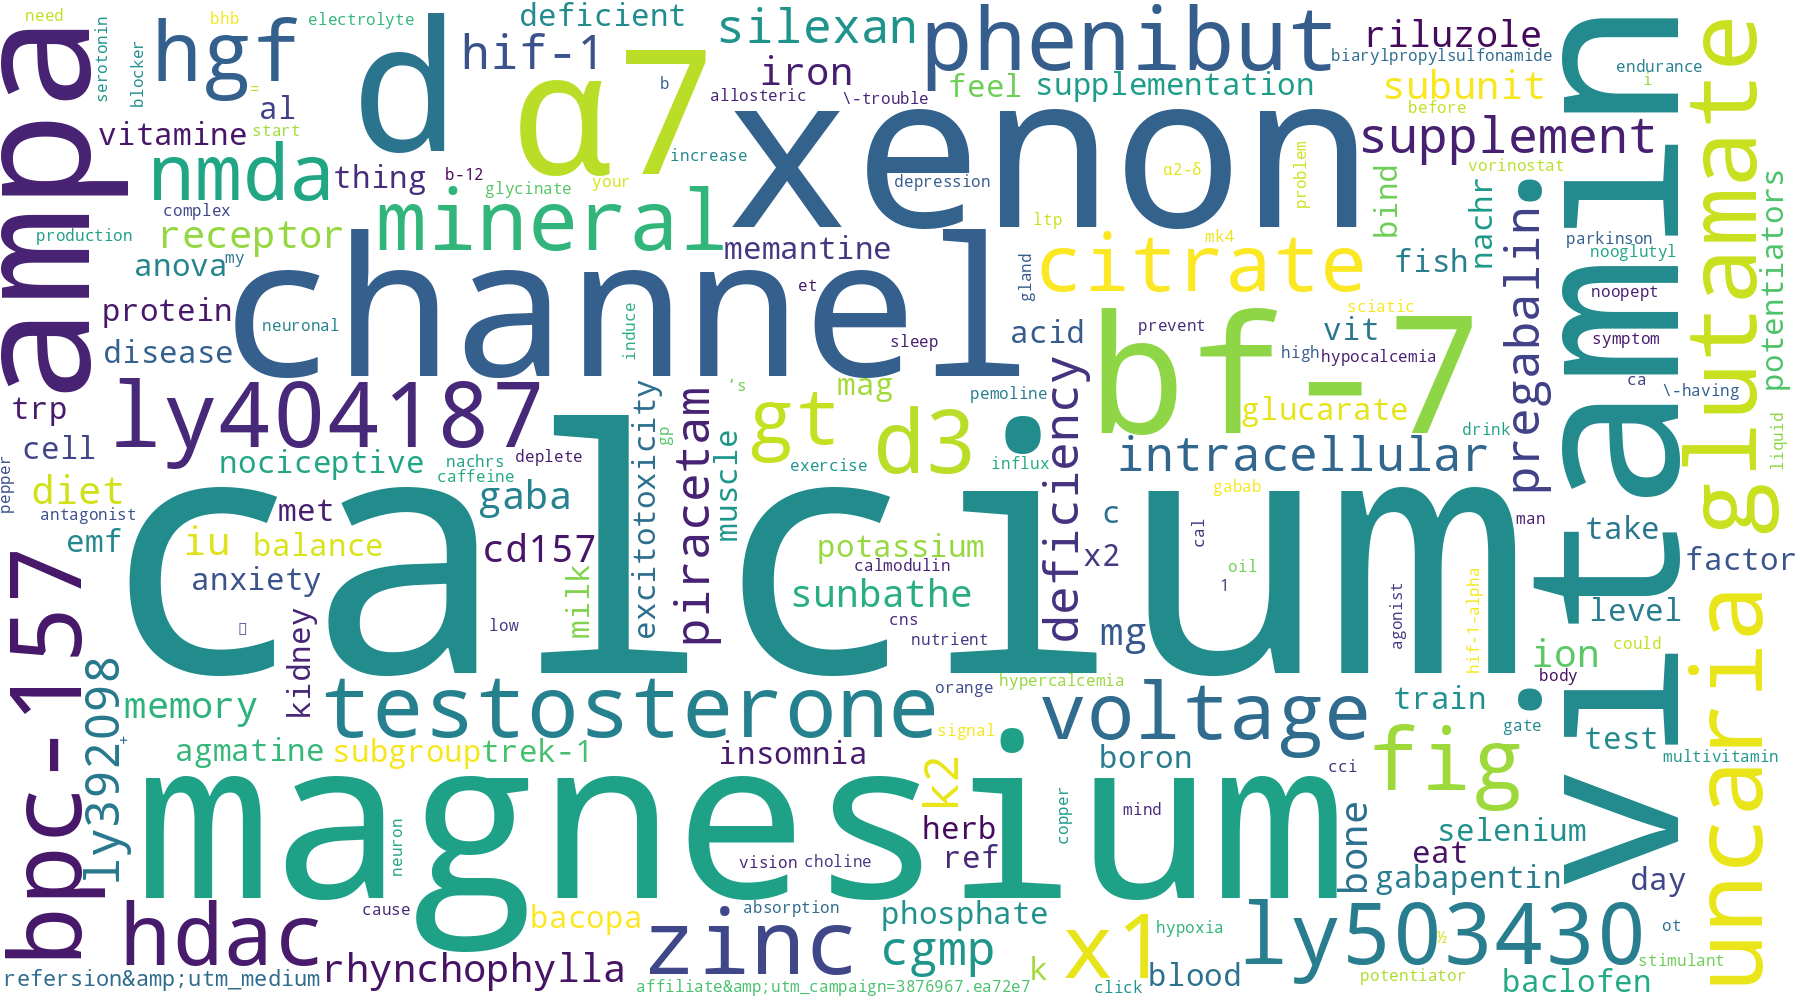 need
bhb
electrolyte
deficient
silexan
phenibut
riluzole
serotonin
blocker
hgf
d
hif-1
α7
iron
biarylpropylsulfonamide
subunit
endurance
i
ampa
=
al
b
allosteric
\-trouble
feel
supplementation
before
vitamin
glutamate
vitamine
start
xenon
supplement
nmda
thing
b-12
increase
glycinate
your
depression
α2-δ
problem
bind
nachr
vorinostat
potentiators
complex
mineral
production
receptor
my
memantine
ltp
citrate
mk4
parkinson
nooglutyl
anova
channel
et
gland
fish
pregabalin
noopept
protein
neuronal
induce
sleep
acid
bf-7
prevent
vit
sciatic
high
hypocalcemia
symptom
disease
ca
\-having
trp
ly404187
's
mag
pemoline
deficiency
glucarate
liquid
cell
nociceptive
nachrs
caffeine
deplete
excitotoxicity
gp
piracetam
muscle
gt
d3
exercise
influx
intracellular
drink
pepper
diet
antagonist
met
gaba
calcium
gabab
c
man
take
uncaria
emf
iu
balance
cd157
potassium
calmodulin
x2
cal
factor
bpc-157
anxiety
milk
sunbathe
oil
1
hif-1-alpha
agonist
level
kidney
low
cns
nutrient
mg
ion
could
body
ly392098
memory
testosterone
orange
hypercalcemia
voltage
train
gate
+
agmatine
subgroup
trek-1
insomnia
signal
boron
cci
fig
test
multivitamin
magnesium
k2
copper
mind
bone
selenium
neuron
herb
ref
vision
choline
eat
gabapentin
day
hdac
cause
bacopa
zinc
absorption
phosphate
cgmp
x1
hypoxia
ly503430
½
ot
refersion&amp;utm_medium
rhynchophylla
affiliate&amp;utm_campaign=3876967.ea72e7
k
click
blood
potentiator
baclofen
stimulant